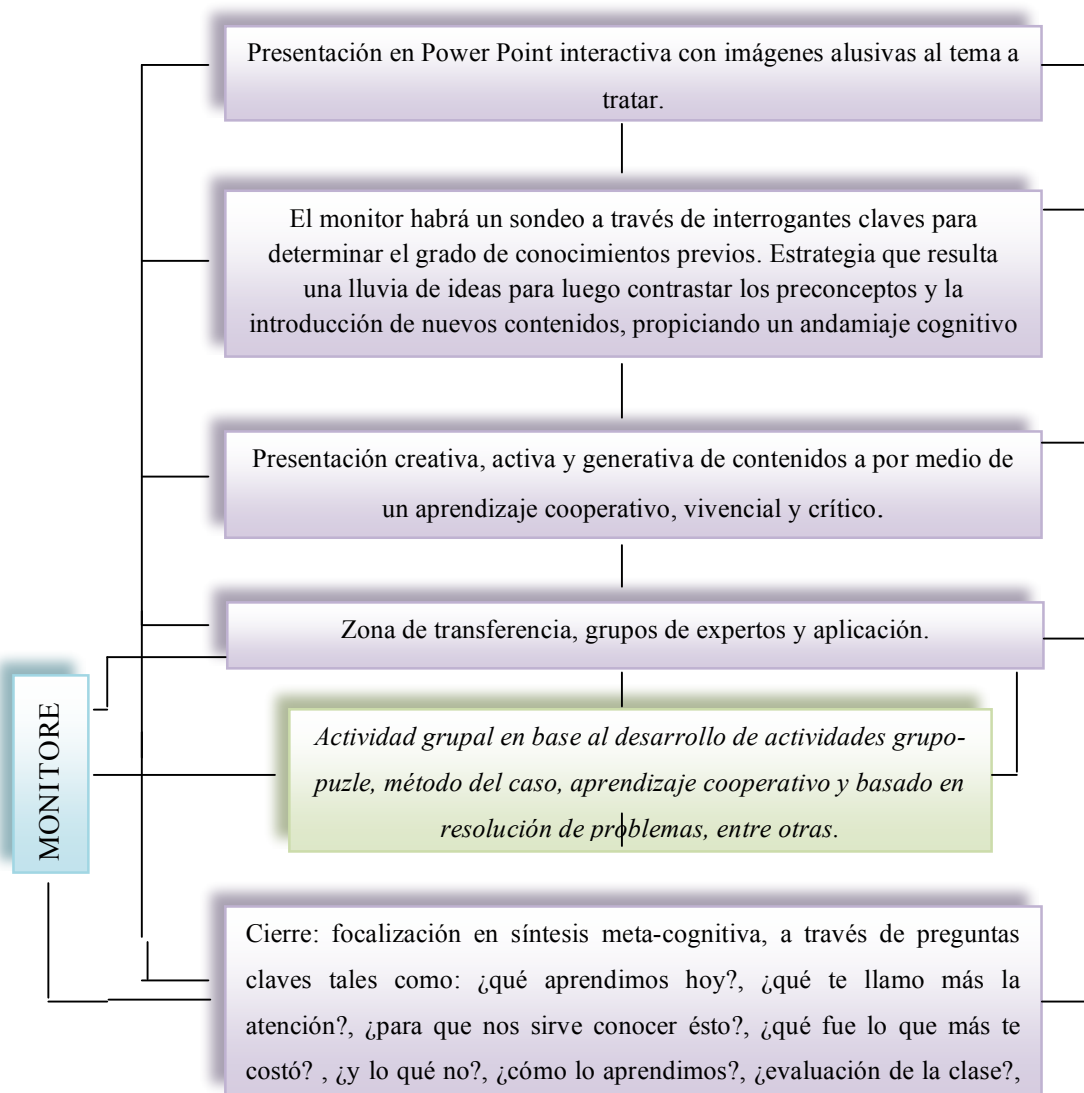 Presentación en Power Point interactiva con imágenes alusivas al tema a
tratar.
El monitor habrá un sondeo a través de interrogantes claves para
determinar el grado de conocimientos previos. Estrategia que resulta
una lluvia de ideas para luego contrastar los preconceptos y la
introducción de nuevos contenidos, propiciando un andamiaje cognitivo
Presentación creativa, activa y generativa de contenidos a por medio de
un aprendizaje cooperativo, vivencial y crítico.
Zona de transferencia, grupos de expertos y aplicación.
MONITORE
Actividad grupal en base al desarrollo de actividades grupo-
puzle, método del caso, aprendizaje cooperativo y basado en
resolución de problemas, entre otras.
Cierre: focalización en síntesis meta-cognitiva, a través de preguntas
claves tales como: ¿qué aprendimos hoy?, ¿qué te llamo más la
atención?, ¿para que nos sirve conocer ésto?, ¿qué fue lo que más te
costó? , ¿y lo qué no?, ¿cómo lo aprendimos?, ¿evaluación de la clase?,